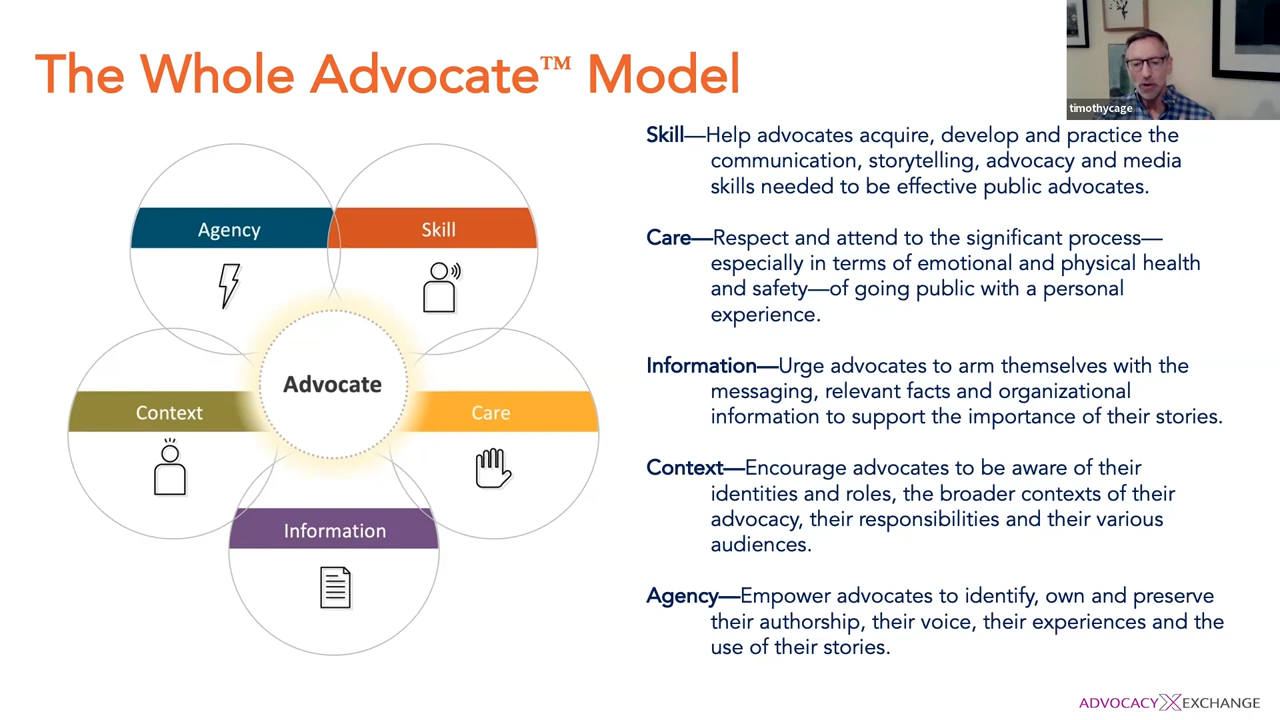 The Whole Advocate™ Model
timothycage
Agency
Skill
Advocate
Context
Care
Information
Skill—Help advocates acquire, develop and practice the
communication, storytelling, advocacy and media
skills needed to be effective public advocates.
Care—Respect and attend to the significant process—
especially in terms of emotional and physical health
and safety—of going public with a personal
experience.
Information—Urge advocates to arm themselves with the
messaging, relevant facts and organizational
information to support the importance of their stories.
Context—Encourage advocates to be aware of their
identities and roles, the broader contexts of their
advocacy, their responsibilities and their various
audiences.
Agency—Empower advocates to identify, own and preserve
their authorship, their voice, their experiences and the
use of their stories.
ADVOCACY X EXCHANGE